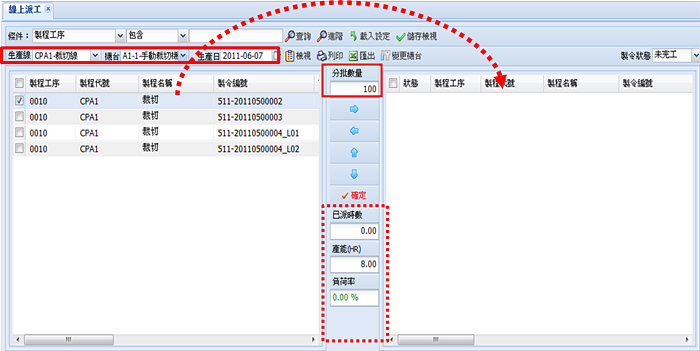 線上派工
條件： 製程工序 包含 查詢 進階 載入設定 儲存檢視
生產線 CPA1-裁切線 機台 A1-1-手動裁切機 生產日 2011-06-07 檢視 列印 匯出 變更機台 製令狀態 未完工
製程工序 製程代號 製程名稱 製令編號
0010 CPA1 裁切 511-20110500002
0010 CPA1 裁切 511-20110500003
0010 CPA1 裁切 511-20110500004_L01
0010 CPA1 裁切 511-20110500004_L02
分批數量
100
確定
已派時數
0.00
產能(HR)
8.00
負荷率
0.00 %
狀態 製程工序 製程代號 製程名稱 製令編號